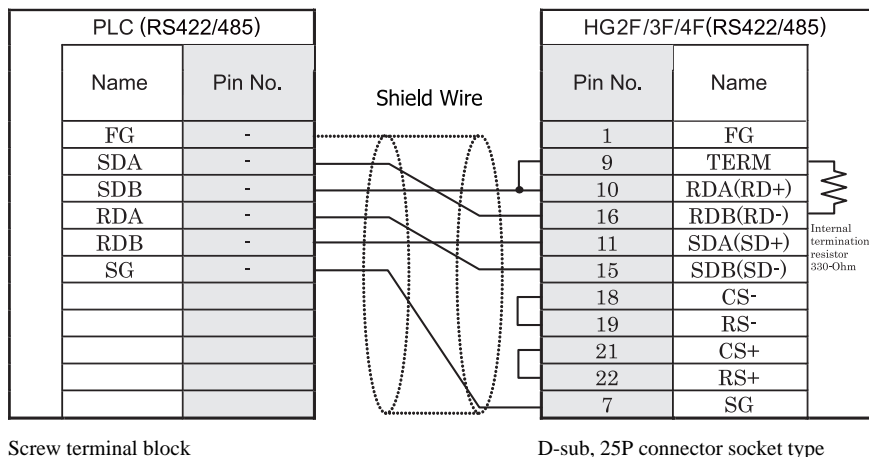 PLC (RS422/485)
HG2F/3F/4F(RS422/485)
Name Pin No.
Shield Wire
Pin No. Name
FG - 1 FG
SDA - 9 TERM
SDB - 10 RDA(RD+)
RDA - 16 RDB(RD-)
RDB - 11 SDA(SD+)
SG - 15 SDB(SD-)
18 CS-
19 RS-
21 CS+
22 RS+
7 SG
Internal
termination
resistor
330-Ohm
Screw terminal block
D-sub, 25P connector socket type